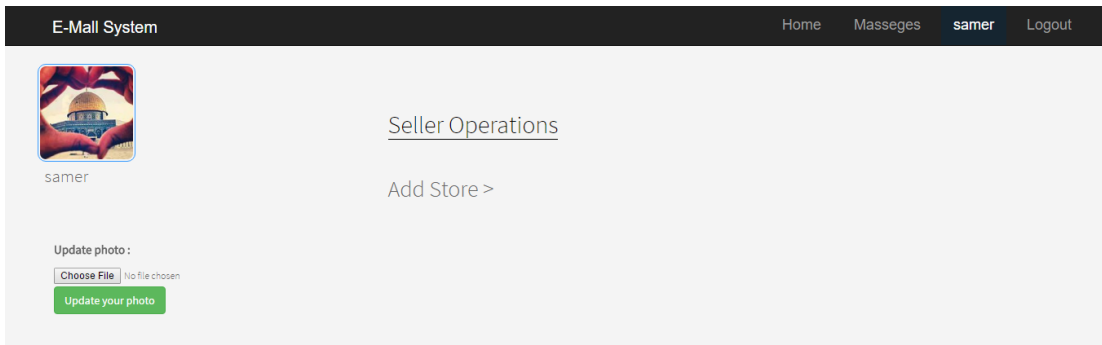 E-Mall System
Home Masseges samer Logout
samer
Seller Operations
Add Store >
Update photo :
Choose File No file chosen
Update your photo